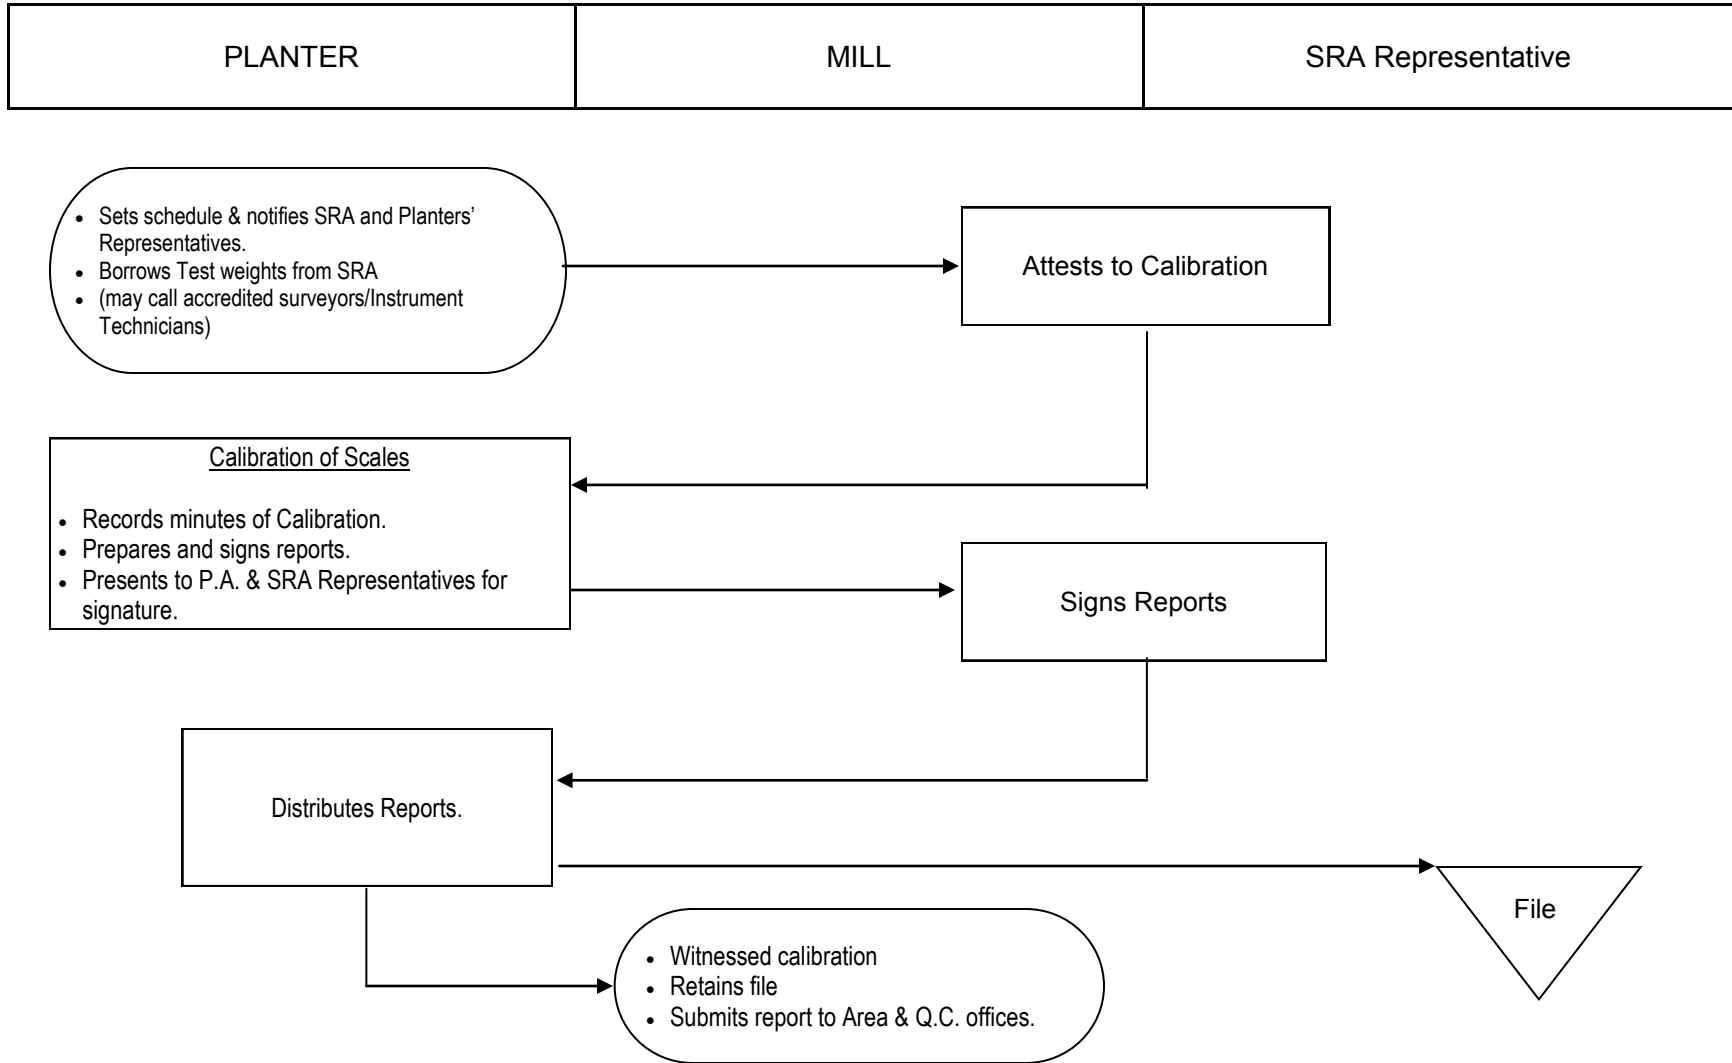 PLANTER
MILL
SRA Representative
• Sets schedule & notifies SRA and Planters’
Representatives.
• Borrows Test weights from SRA
• (may call accredited surveyors/Instrument
Technicians)
Attests to Calibration
Calibration of Scales
• Records minutes of Calibration.
• Prepares and signs reports.
• Presents to P.A. & SRA Representatives for
signature.
Signs Reports
Distributes Reports.
File
• Witnessed calibration
• Retains file
• Submits report to Area & Q.C. offices.